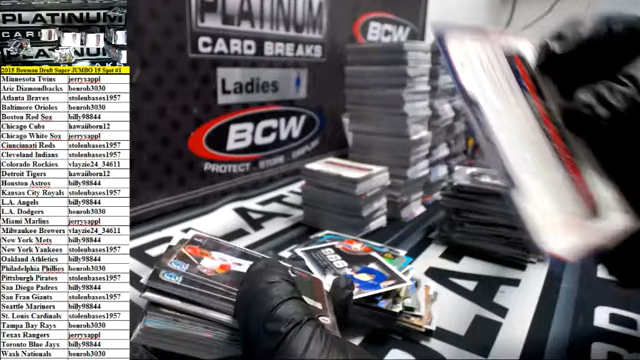 PLATINUM
2015 Bowman Draft Super JUMBO 15 Spot #1
Minnesota Twins jerrysappl
Ariz Diamondbacks benrob3030
Atlanta Braves stolenbases1957
Baltimore Orioles benrob3030
Boston Red Sox billy98844
Chicago Cubs hawaiiborn12
Chicago White Sox jerrysappl
Cinncinnati Reds stolenbases1957
Cleveland Indians stolenbases1957
Colorado Rockies vlayzie24_34611
Detroit Tigers hawaiiborn12
Houston Astros billy98844
Kansas City Royals stolenbases1957
L.A. Angels billy98844
L.A. Dodgers benrob3030
Miami Marlins jerrysappl
Milwaukee Brewers vlayzie24_34611
New York Mets billy98844
New York Yankees stolenbases1957
Oakland Athletics billy98844
Philadelphia Phillies benrob3030
Pittsburgh Pirates stolenbases1957
San Diego Padres billy98844
San Fran Giants stolenbases1957
Seattle Mariners billy98844
St. Louis Cardinals stolenbases1957
Tampa Bay Rays benrob3030
Texas Rangers jerrysappl
Toronto Blue Jays billy98844
Wash Nationals benrob3030
PLATINUM
CARD BREAKS
Ladies
BCW
BCW
PROTECT. STORE. DISPLAY.